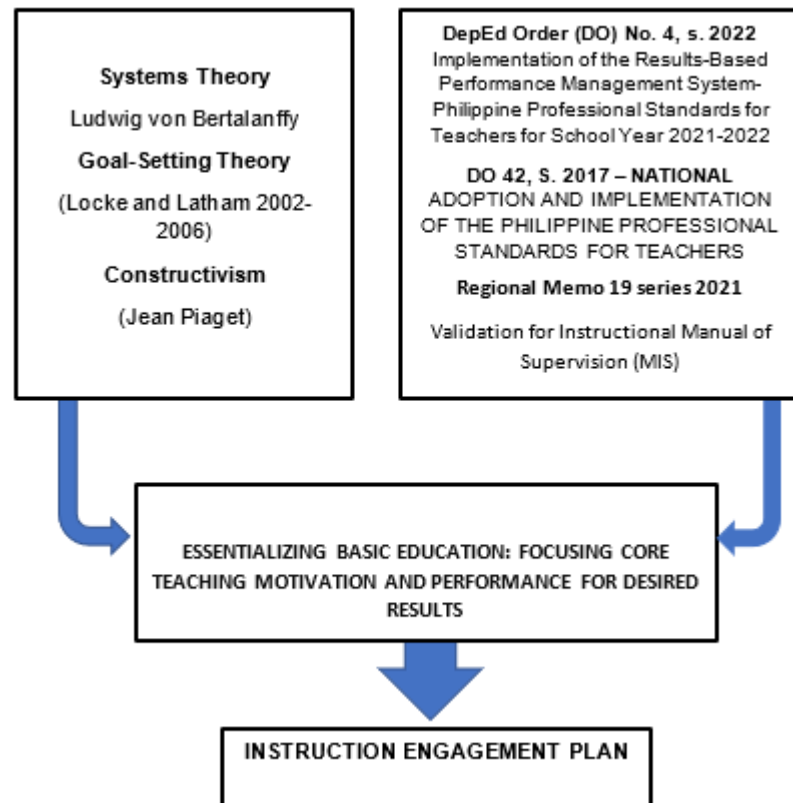 Systems Theory
Ludwig von Bertalanffy
Goal-Setting Theory
(Locke and Latham 2002-
2006)
Constructivism
(Jean Piaget)
DepEd Order (DO) No. 4, s. 2022
Implementation of the Results-Based
Performance Management System-
Philippine Professional Standards for
Teachers for School Year 2021-2022
DO 42, S. 2017 – NATIONAL
ADOPTION AND IMPLEMENTATION
OF THE PHILIPPINE PROFESSIONAL
STANDARDS FOR TEACHERS
Regional Memo 19 series 2021
Validation for Instructional Manual of
Supervision (MIS)
ESSENTIALIZING BASIC EDUCATION: FOCUSING CORE
TEACHING MOTIVATION AND PERFORMANCE FOR DESIRED
RESULTS
INSTRUCTION ENGAGEMENT PLAN